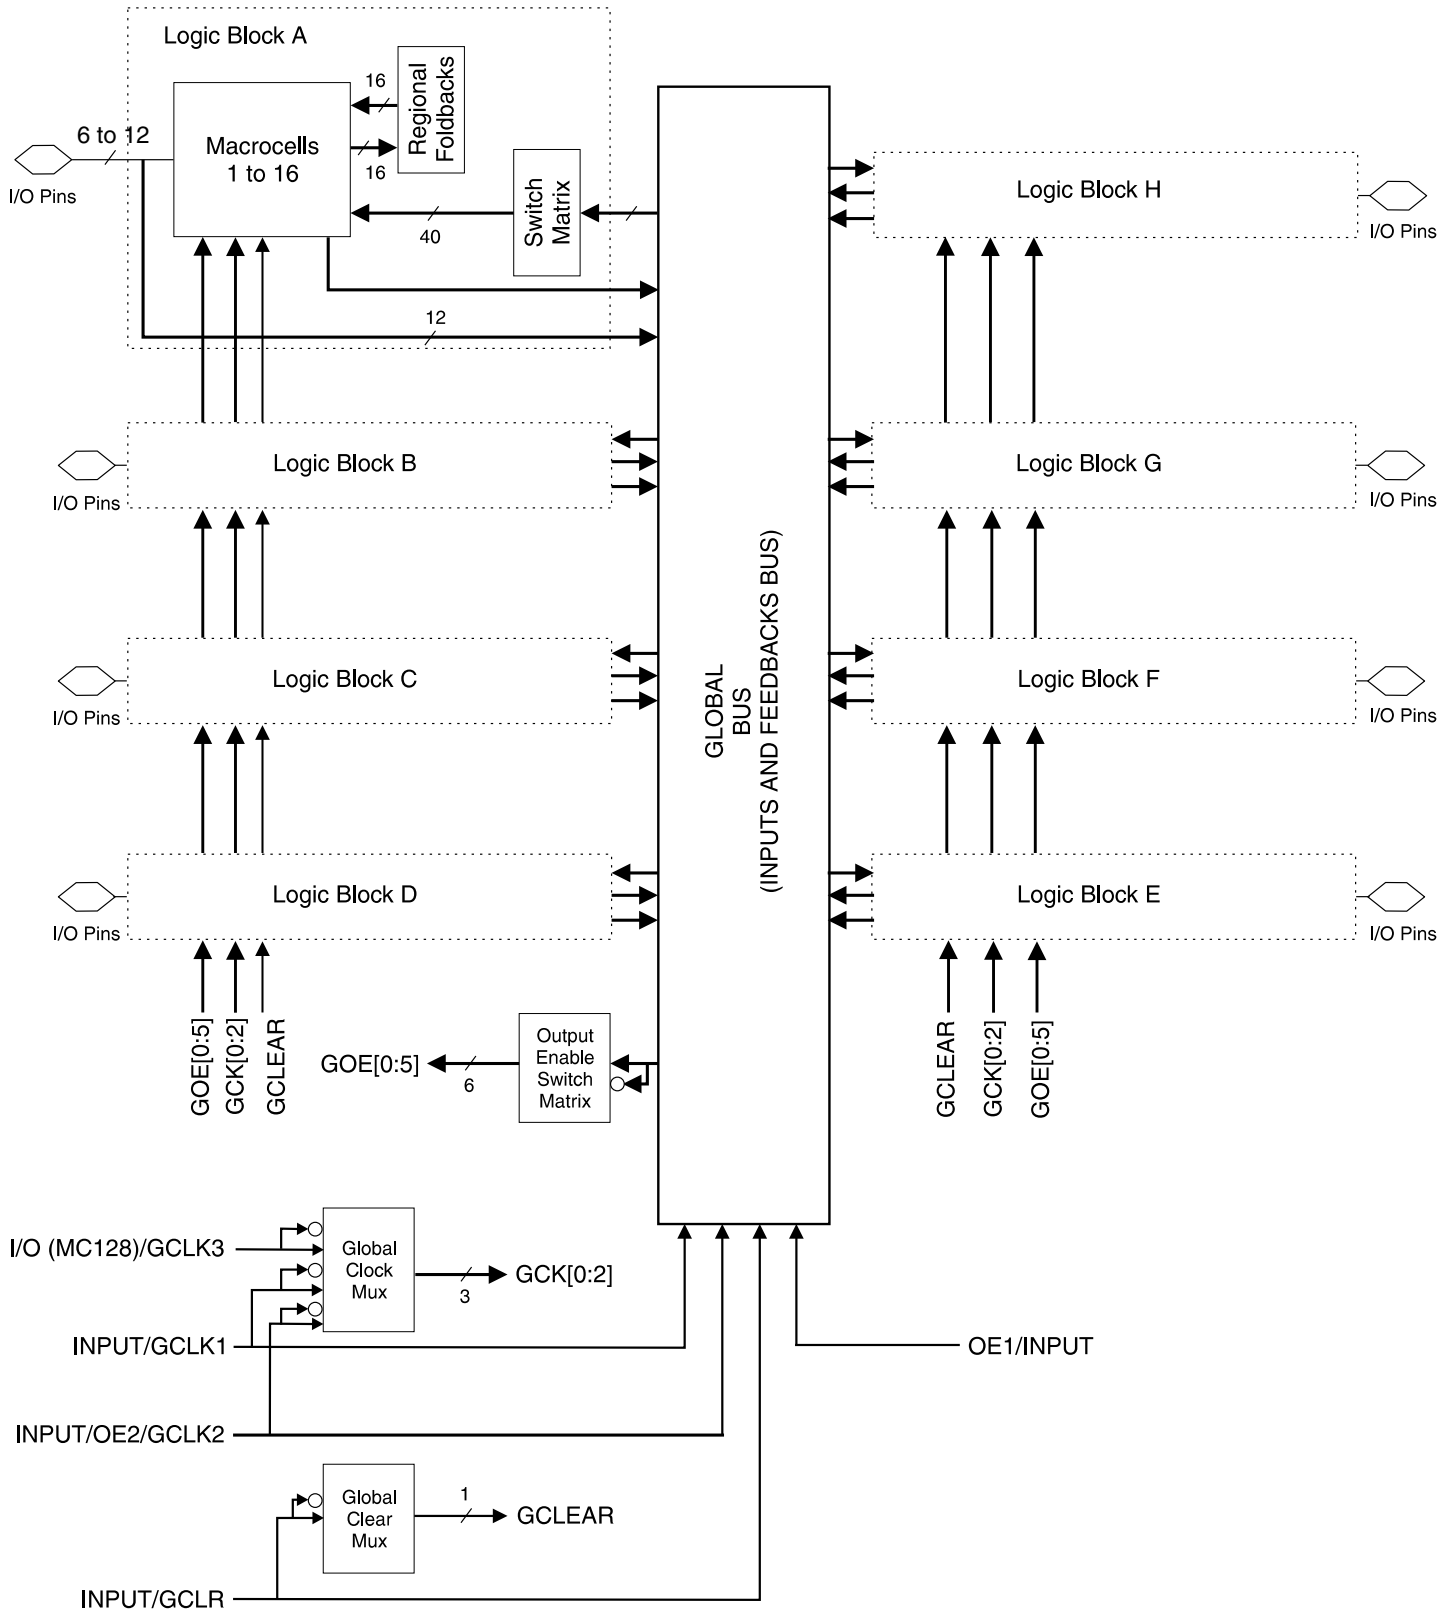 Logic Block A
Regional
Foldbacks
16
16
Macrocells
1 to 16
6 to 12
I/O Pins
Switch
Matrix
40
12
Logic Block H
I/O Pins
Logic Block B
I/O Pins
Logic Block G
I/O Pins
GLOBAL
BUS
(INPUTS AND FEEDBACKS BUS)
Logic Block C
I/O Pins
Logic Block F
I/O Pins
Logic Block D
I/O Pins
Logic Block E
I/O Pins
GOE[0:5]
GCK[0:2]
GCLEAR
GOE[0:5]
6
Output
Enable
Switch
Matrix
GCLEAR
GCK[0:2]
GOE[0:5]
I/O (MC128)/GCLK3
Global
Clock
Mux
3
GCK[0:2]
INPUT/GCLK1
OE1/INPUT
INPUT/OE2/GCLK2
Global
Clear
Mux
1
GCLEAR
INPUT/GCLR